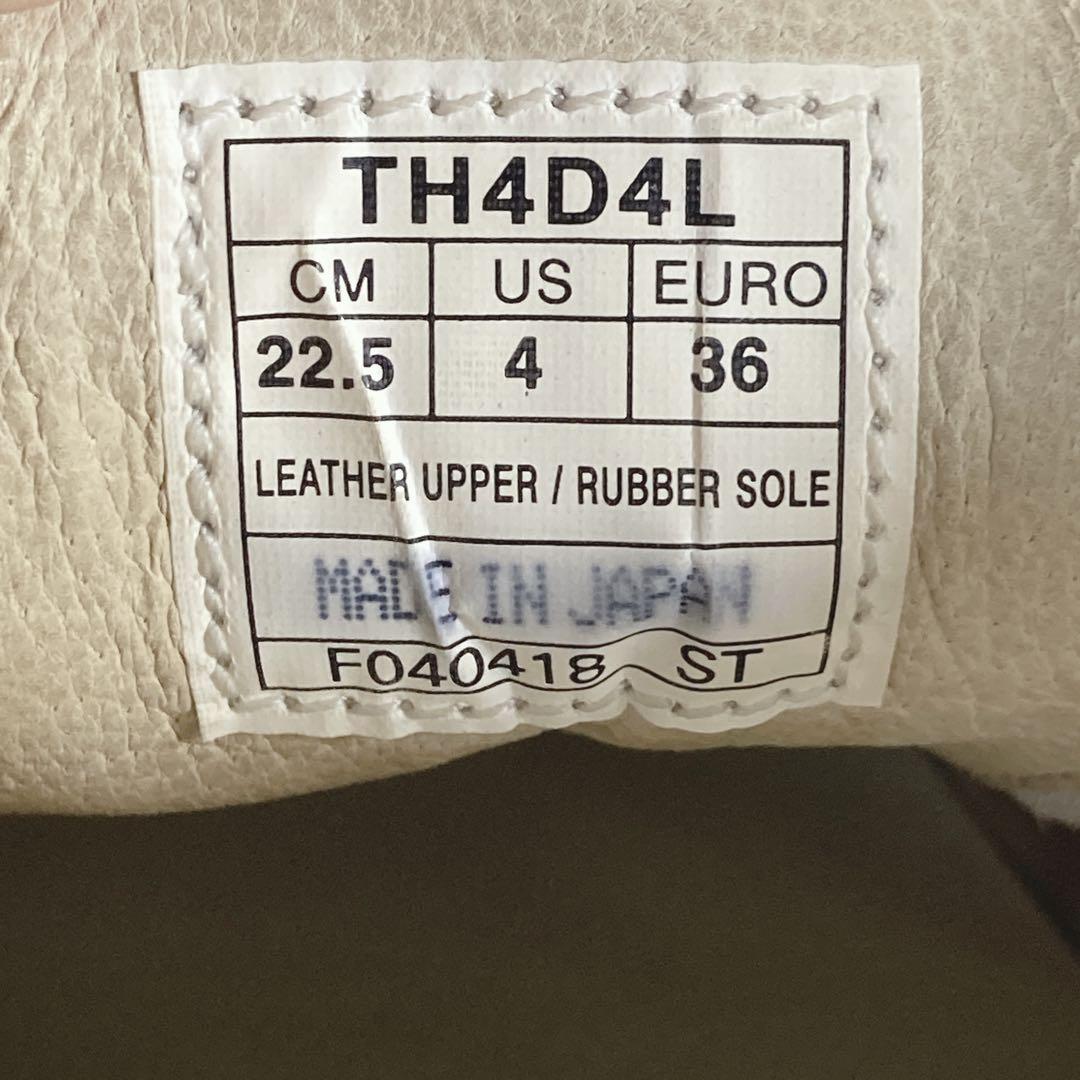 TH4D4L
CM US EURO
22.5 4 36
LEATHER UPPER / RUBBER SOLE
MADE IN JAPAN
F040418 ST